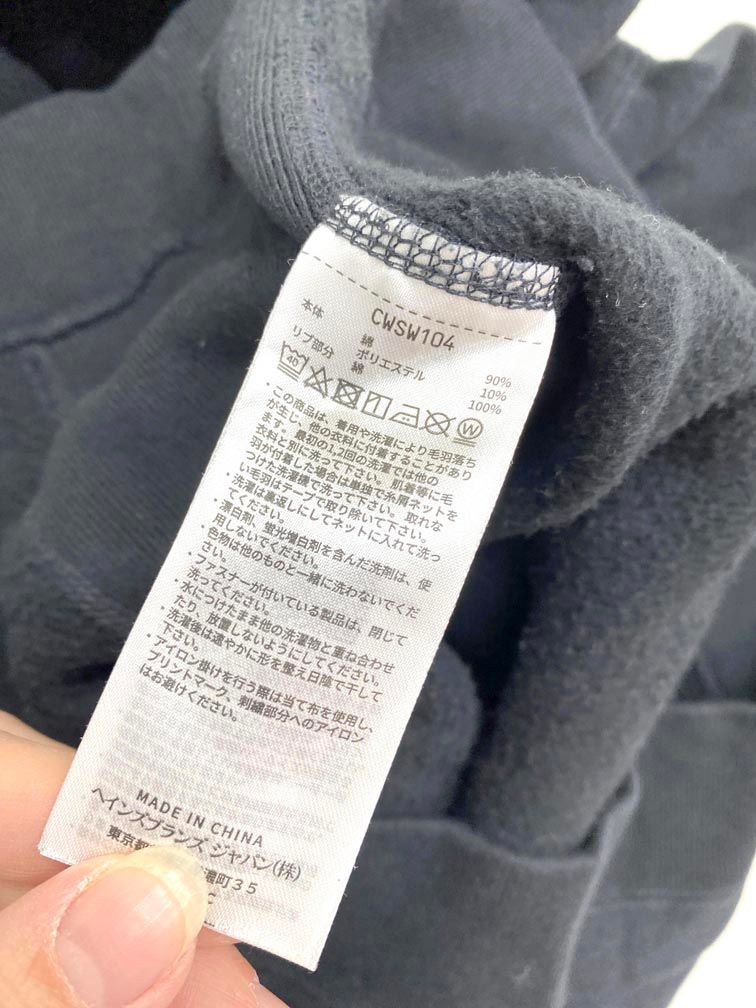 CWSW104
本体 綿 90%
ポリエステル 10%
リブ部分 綿 100%
40
W
・この商品は、着用や洗濯により毛羽落ち
が生じ、他の衣料に付着することがあり
ます。最初の1,2回の洗濯では他の
衣料と別に洗って下さい。肌着等に毛
羽が付着した場合は単独で糸屑ネットを
つけた洗濯機で洗って下さい。取れな
い毛羽はテープで取り除いて下さい。
・洗濯は裏返しにしてネットに入れて洗っ
てください。
・漂白剤、蛍光増白剤を含んだ洗剤は、使
用しないでください。
・色物は他のものと一緒に洗わないでくだ
さい。
・ファスナーが付いている製品は、閉じて
洗ってください。
・水につけたまま他の洗濯物と重ね合わせ
たり、放置しないようにしてください。
・洗濯後は速やかに形を整え日陰で干して
下さい。
・アイロン掛けを行う際は当て布を使用し、
プリントマーク、刺繍部分へのアイロン
はお避けください。
MADE IN CHINA
ヘインズブランズ ジャパン(株)
東京都
町35
C